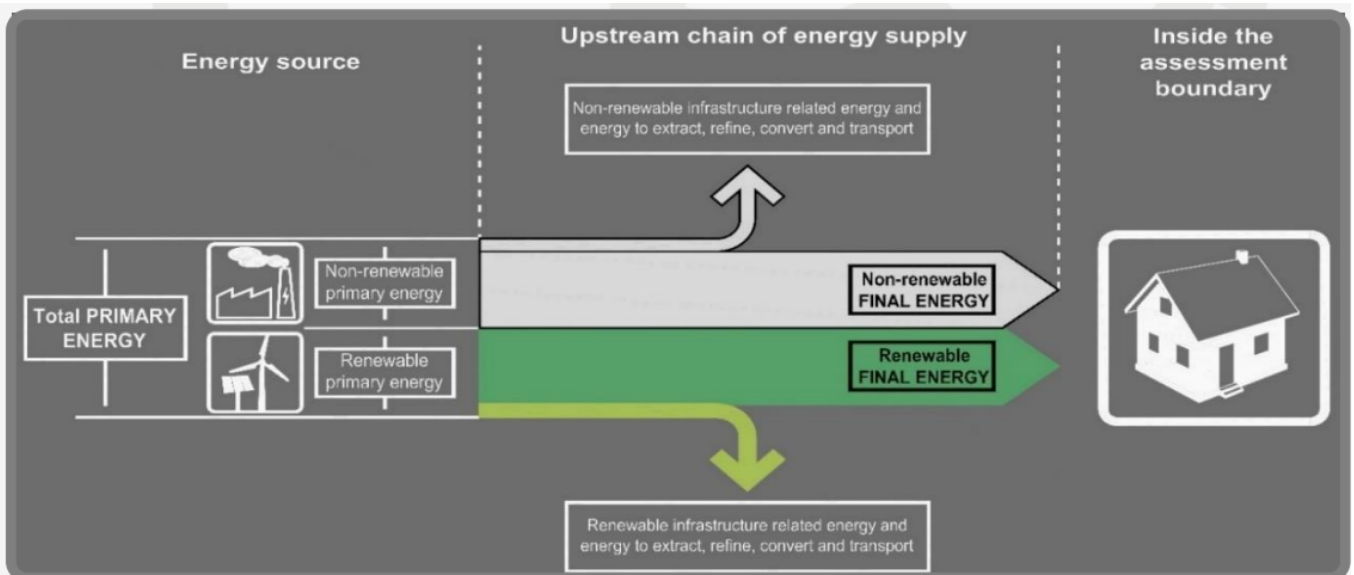 Energy source
Upstream chain of energy supply
Inside the
assessment
boundary
Non-renewable infrastructure related energy and
energy to extract, refine, convert and transport
Total PRIMARY
ENERGY
Non-renewable
primary energy
Renewable
primary energy
Non-renewable
FINAL ENERGY
Renewable
FINAL ENERGY
Renewable infrastructure related energy and
energy to extract, refine, convert and transport